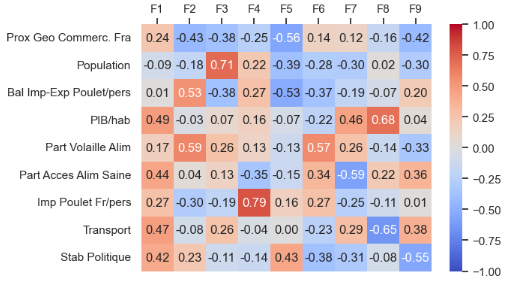 F1 F2 F3 F4 F5 F6 F7 F8 F9
Prox Geo Commerc. Fra 0.24 -0.43 -0.38 -0.25 -0.56 0.14 0.12 -0.16 -0.42
Population -0.09 -0.18 0.71 0.27 -0.39 -0.28 -0.30 0.02 -0.30
Bal Imp-Exp Poulet/pers 0.01 0.53 -0.38 0.27 -0.53 -0.37 -0.19 -0.07 0.20
PIB/hab 0.49 -0.03 0.07 0.16 -0.07 -0.22 0.46 0.68 0.04
Part Volaille Alim 0.17 0.59 0.26 0.13 -0.13 0.57 0.26 -0.14 -0.33
Part Acces Alim Saine 0.44 0.04 0.13 -0.35 -0.15 0.34 -0.59 0.22 0.36
Imp Poulet Fr/pers 0.27 -0.30 -0.19 0.79 0.16 0.27 -0.25 -0.11 0.01
Transport 0.47 -0.08 0.26 -0.04 0.00 -0.23 0.29 -0.65 0.38
Stab Politique 0.42 0.23 -0.11 -0.14 0.43 -0.38 -0.31 -0.08 -0.55
1.00
0.75
0.50
0.25
0.00
-0.25
-0.50
-0.75
-1.00